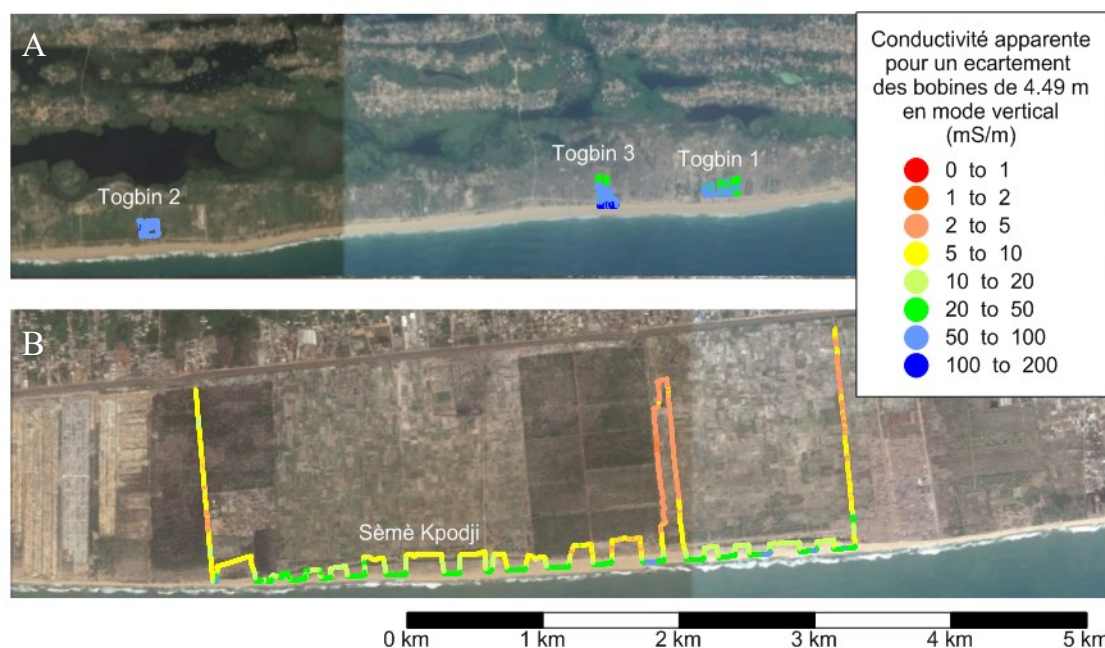 A
Togbin 2
Togbin 3
Togbin 1
Conductivité apparente
pour un ecartement
des bobines de 4.49 m
en mode vertical
(mS/m)
0 to 1
1 to 2
2 to 5
5 to 10
10 to 20
20 to 50
50 to 100
100 to 200
B
Sèmè Kpodji
0 km
1 km
2 km
3 km
4 km
5 km